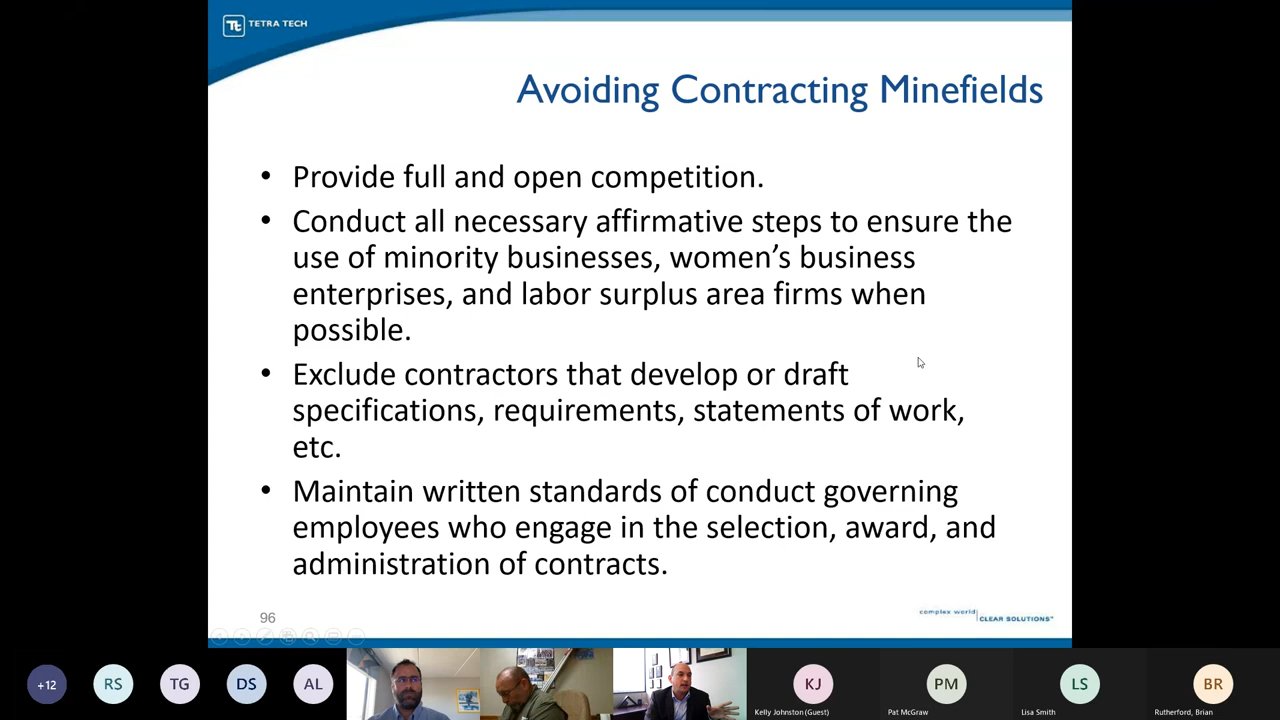 Tt TETRA TECH
Avoiding Contracting Minefields
• Provide full and open competition.
• Conduct all necessary affirmative steps to ensure the
use of minority businesses, women’s business
enterprises, and labor surplus area firms when
possible.
• Exclude contractors that develop or draft
specifications, requirements, statements of work,
etc.
• Maintain written standards of conduct governing
employees who engage in the selection, award, and
administration of contracts.
96
complex world CLEAR SOLUTIONS™
+12
RS
TG
DS
AL
KJ
PM
LS
BR
Kelly Johnston (Guest)
Pat McGraw
Lisa Smith
Rutherford, Brian